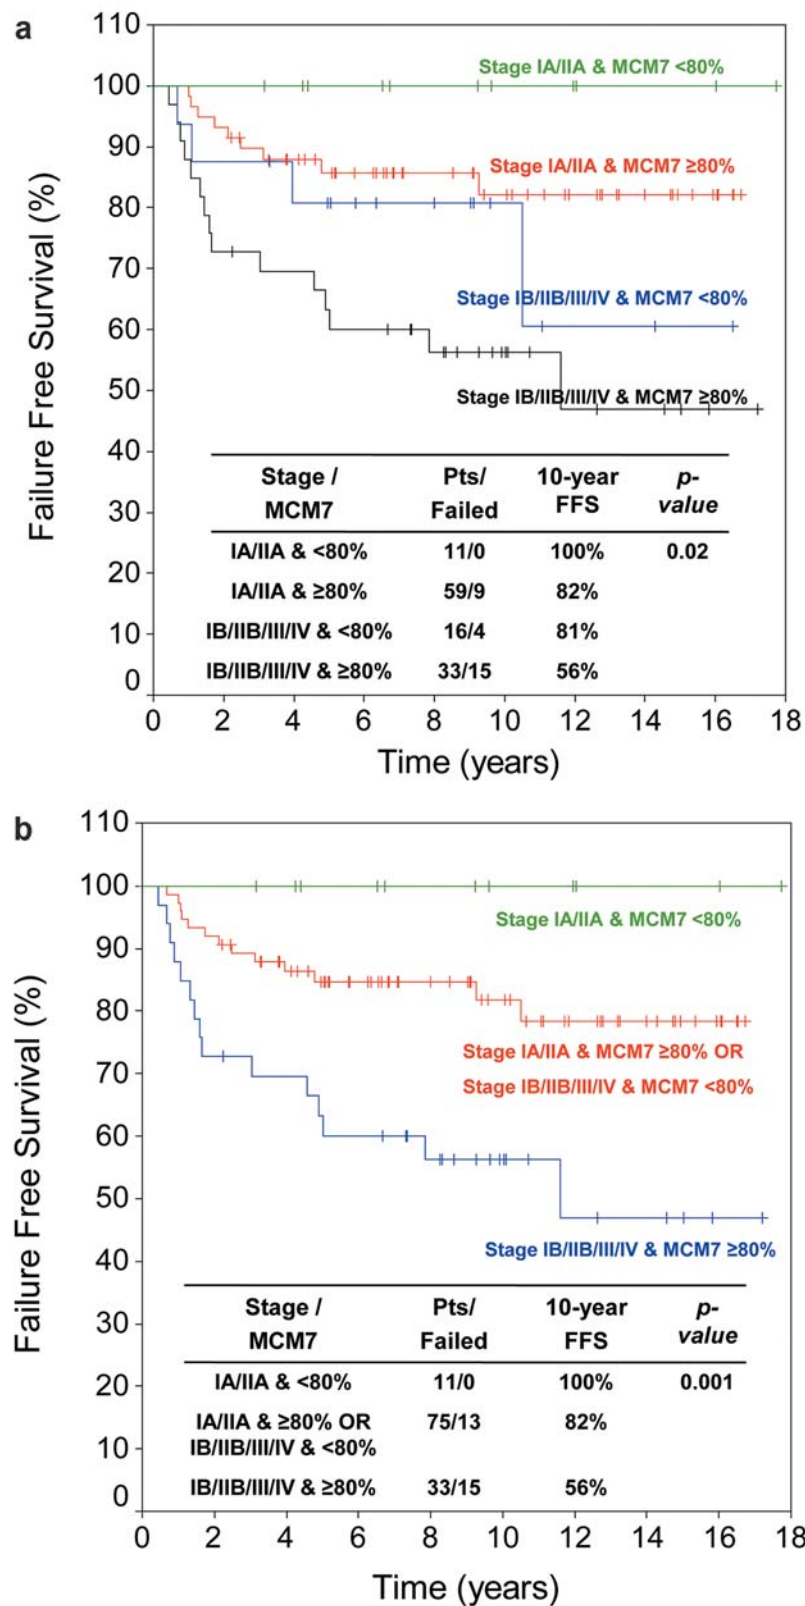 a
110
100
90
80
70
60
50
40
30
20
10
0
Failure Free Survival (%)
Stage IA/IIA & MCM7 <80%
Stage IA/IIA & MCM7 ≥80%
Stage IB/IIB/III/IV & MCM7 <80%
Stage IB/IIB/III/IV & MCM7 ≥80%
Stage / Pts/ 10-year p-
MCM7 Failed FFS value
IA/IIA & <80% 11/0 100% 0.02
IA/IIA & ≥80% 59/9 82%
IB/IIB/III/IV & <80% 16/4 81%
IB/IIB/III/IV & ≥80% 33/15 56%
0 2 4 6 8 10 12 14 16 18
Time (years)
b
110
100
90
80
70
60
50
40
30
20
10
0
Failure Free Survival (%)
Stage IA/IIA & MCM7 <80%
Stage IA/IIA & MCM7 ≥80% OR
Stage IB/IIB/III/IV & MCM7 <80%
Stage IB/IIB/III/IV & MCM7 ≥80%
Stage / Pts/ 10-year p-
MCM7 Failed FFS value
IA/IIA & <80% 11/0 100% 0.001
IA/IIA & ≥80% OR 75/13 82%
IB/IIB/III/IV & <80%
IB/IIB/III/IV & ≥80% 33/15 56%
0 2 4 6 8 10 12 14 16 18
Time (years)